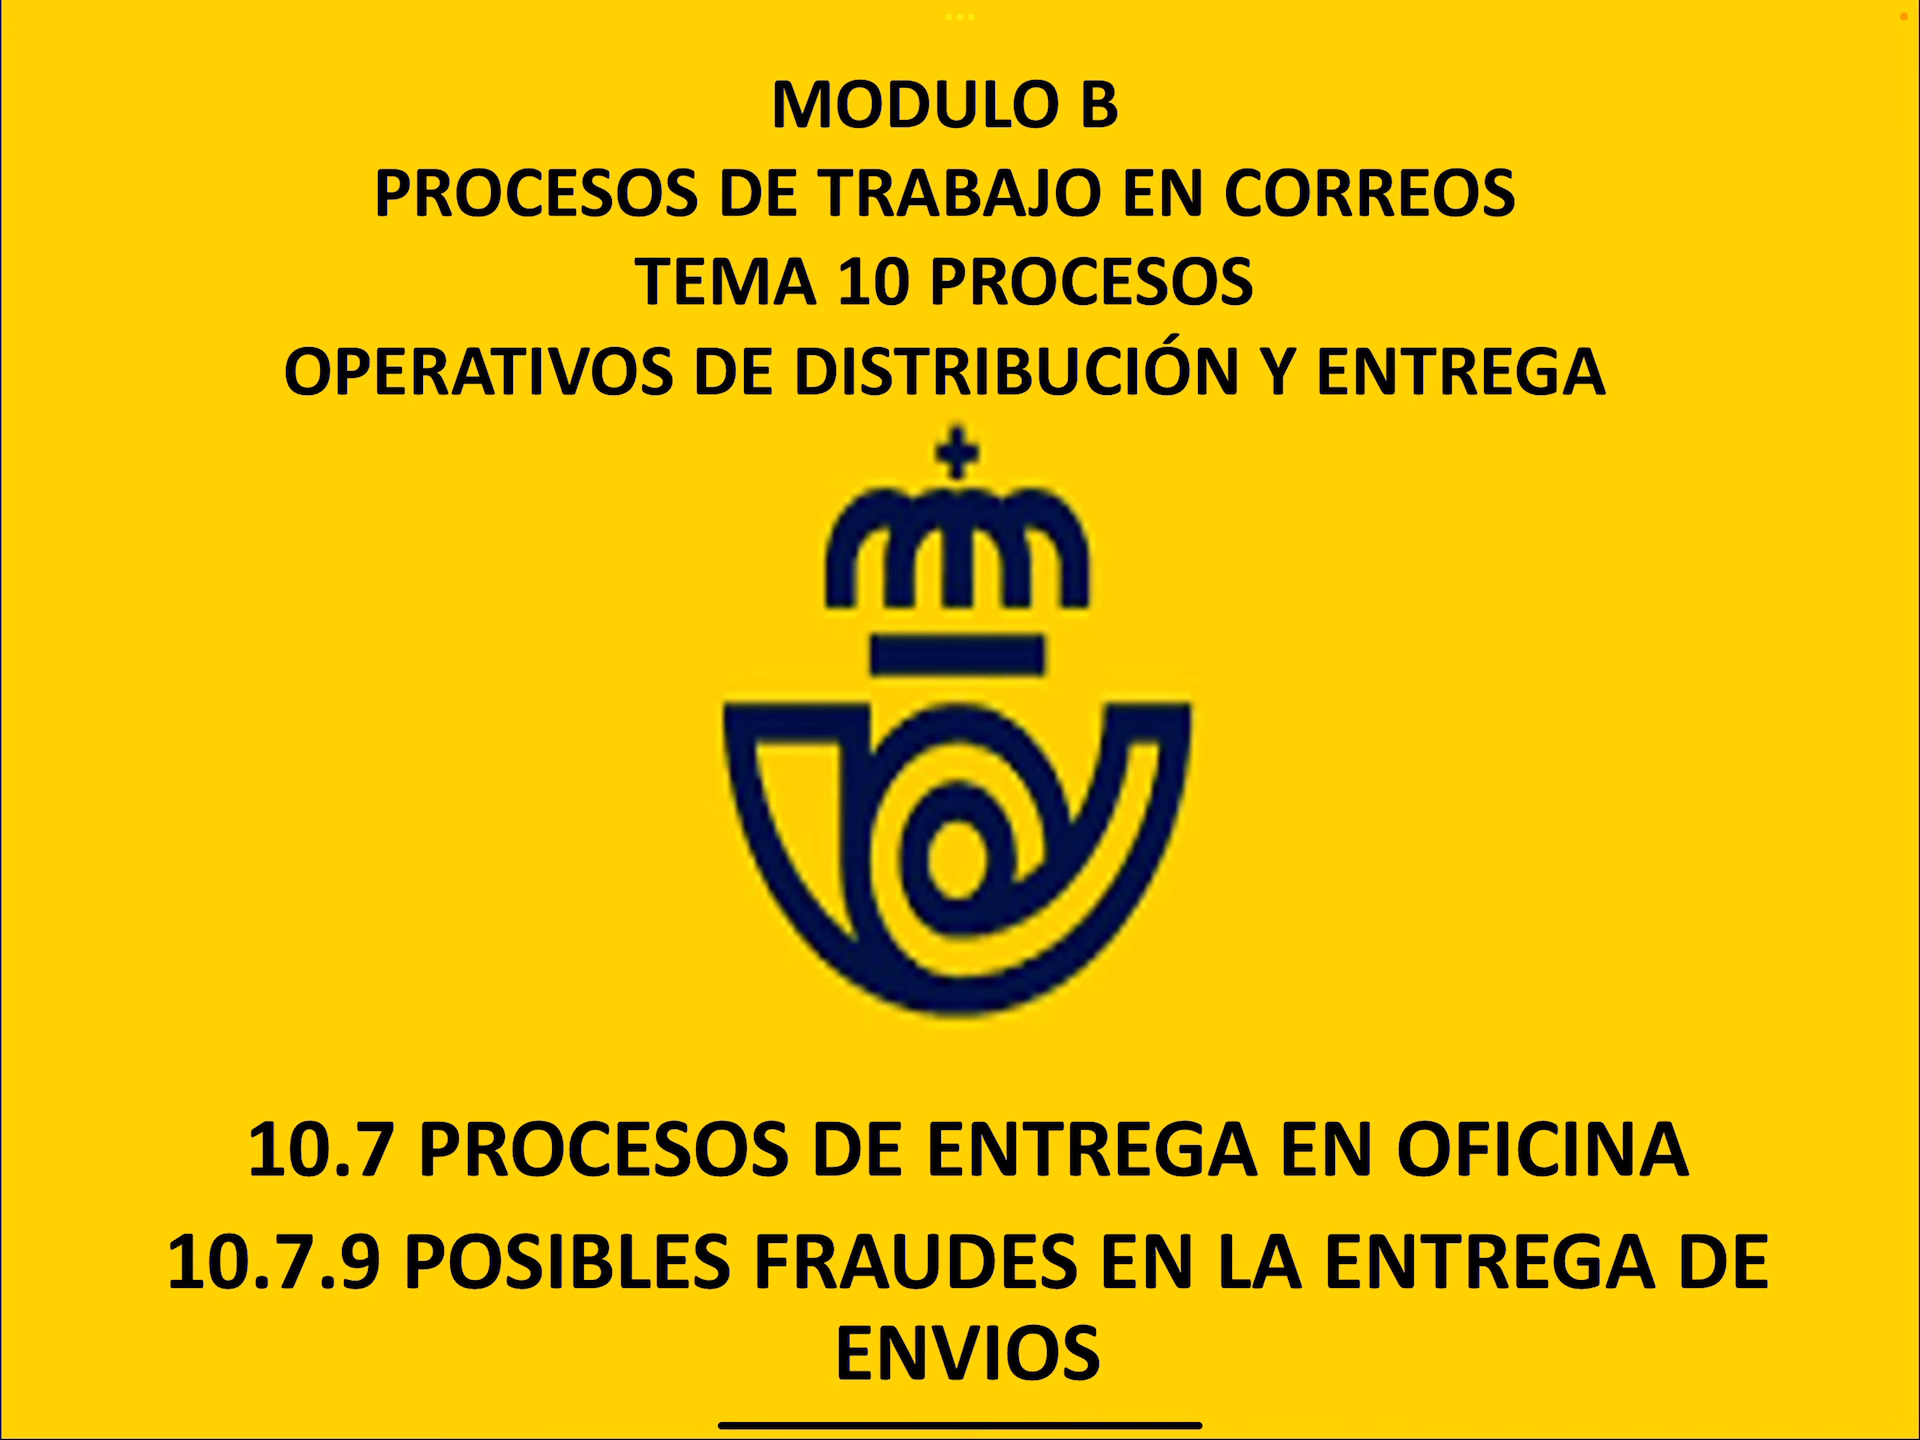 MODULO B
PROCESOS DE TRABAJO EN CORREOS
TEMA 10 PROCESOS
OPERATIVOS DE DISTRIBUCIÓN Y ENTREGA
10.7 PROCESOS DE ENTREGA EN OFICINA
10.7.9 POSIBLES FRAUDES EN LA ENTREGA DE
ENVIOS